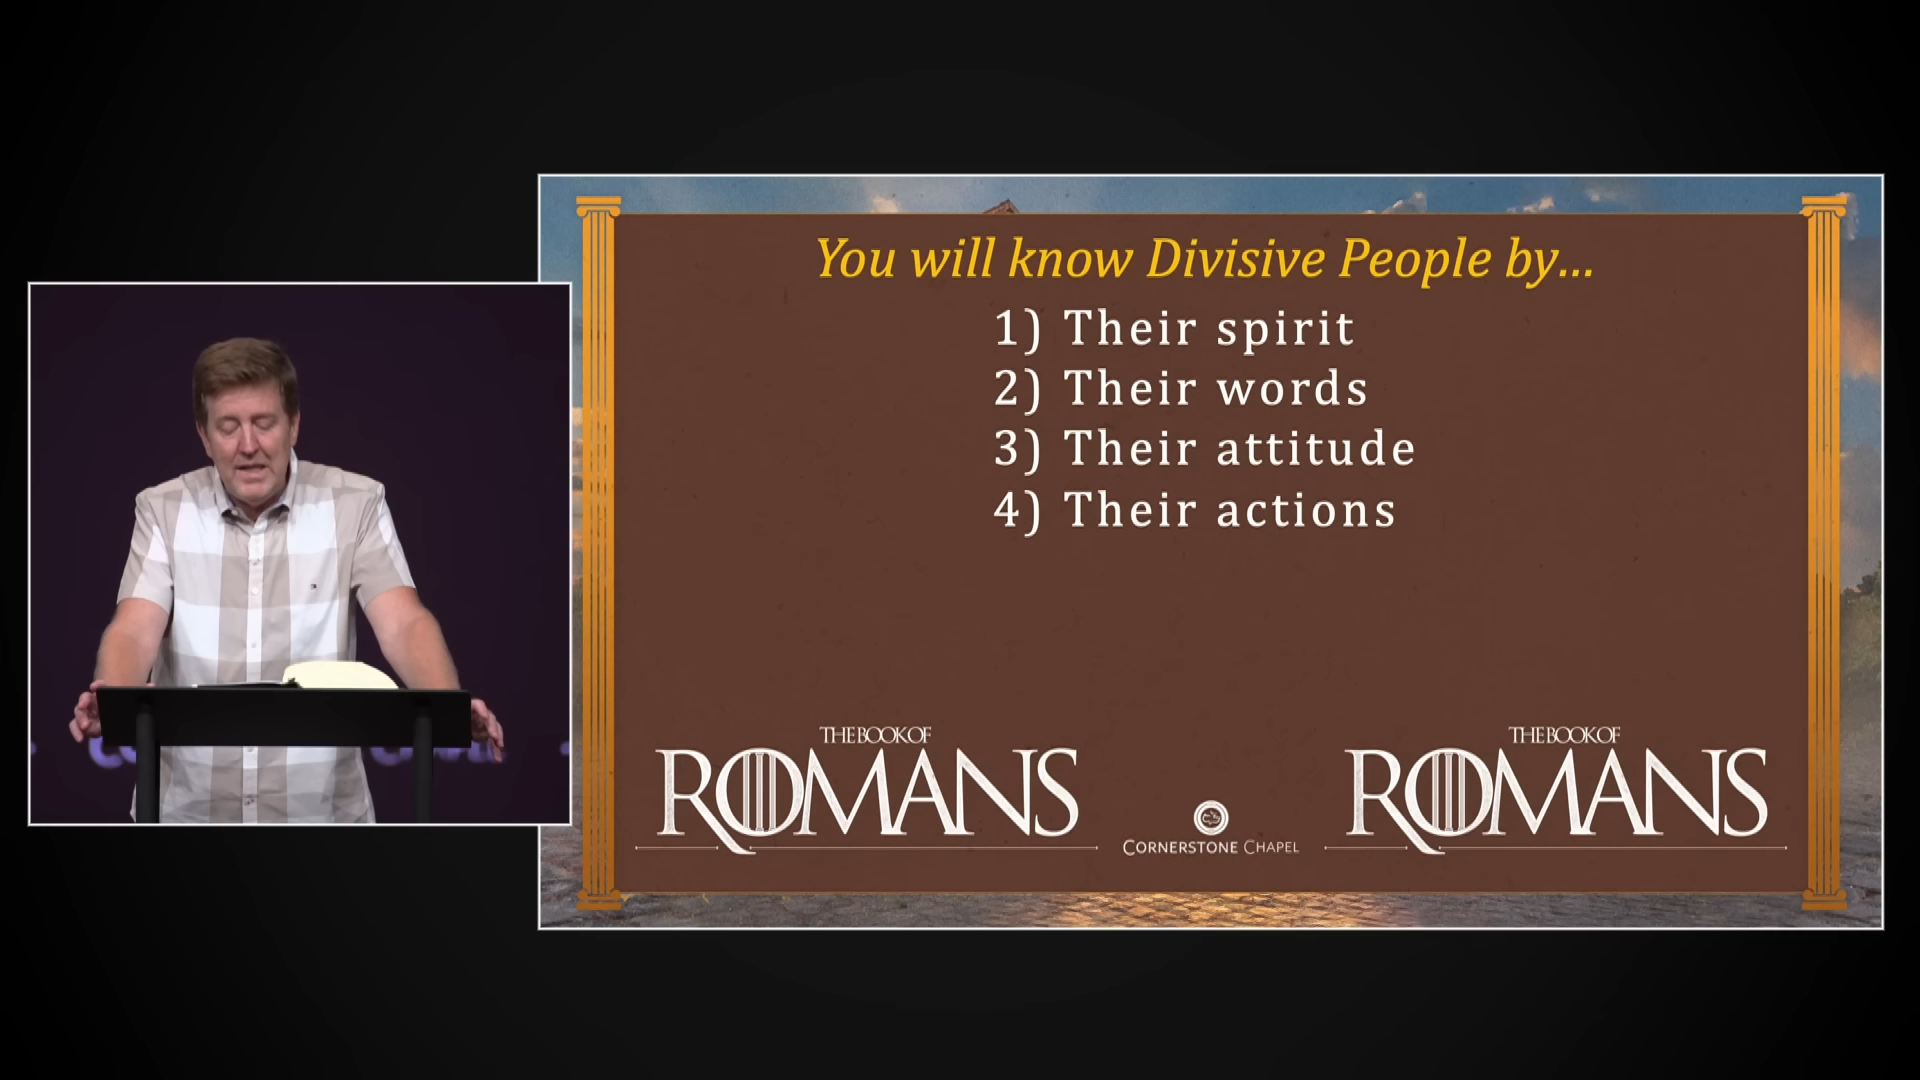 You will know Divisive People by...
1) Their spirit
2) Their words
3) Their attitude
4) Their actions
THE BOOK OF
ROMANS
CORNERSTONE CHAPEL
THE BOOK OF
ROMANS